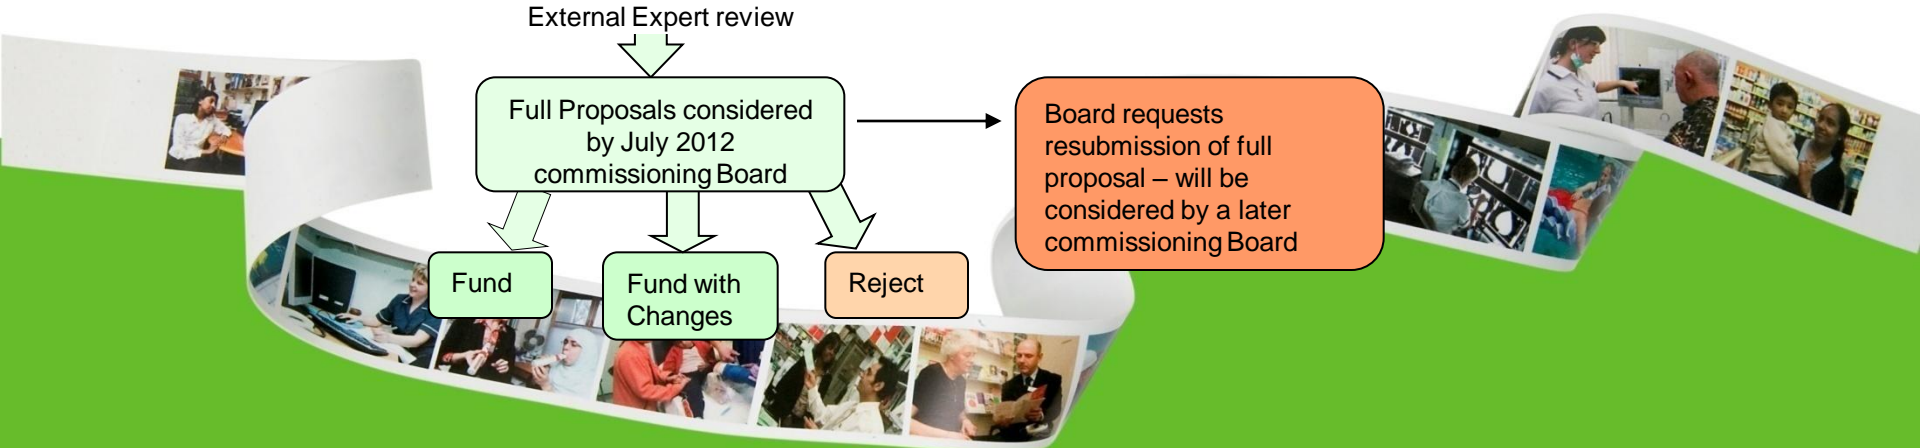 External Expert review
Full Proposals considered
by July 2012
commissioning Board
Board requests
resubmission of full
proposal – will be
considered by a later
commissioning Board
Fund
Fund with
Changes
Reject